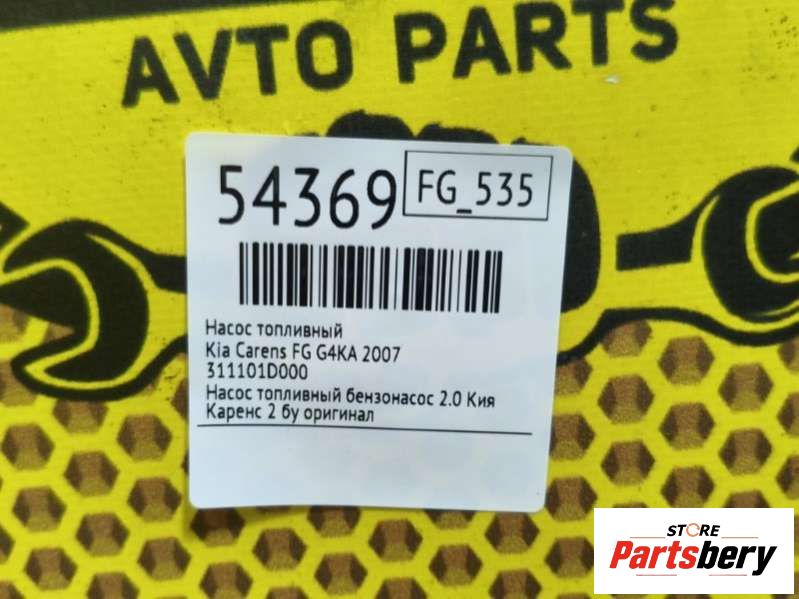 AVTO PARTS
54369
FG_535
Насос топливный
Kia Carens FG G4KA 2007
311101D000
Насос топливный бензонасос 2.0 Кия
Каренс 2 бу оригинал
STORE
Partsbery